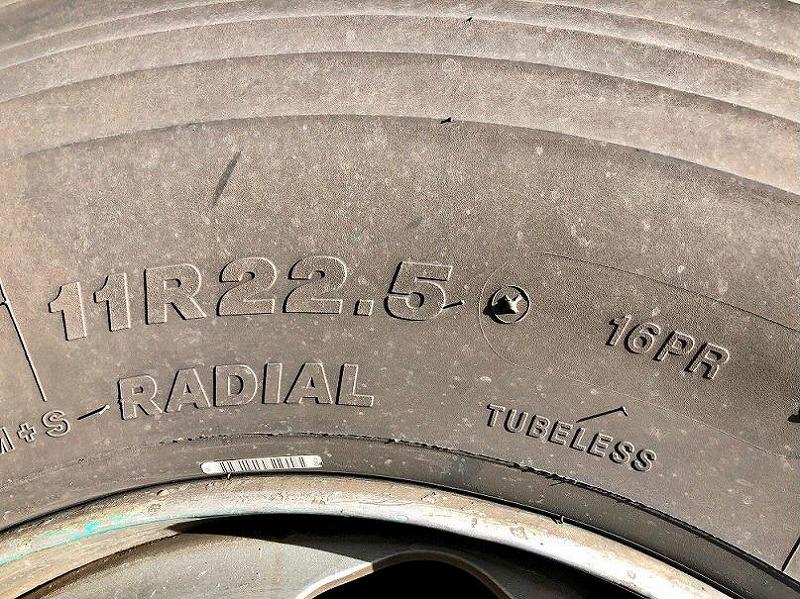 11R22.5 16PR
M+S RADIAL TUBELESS